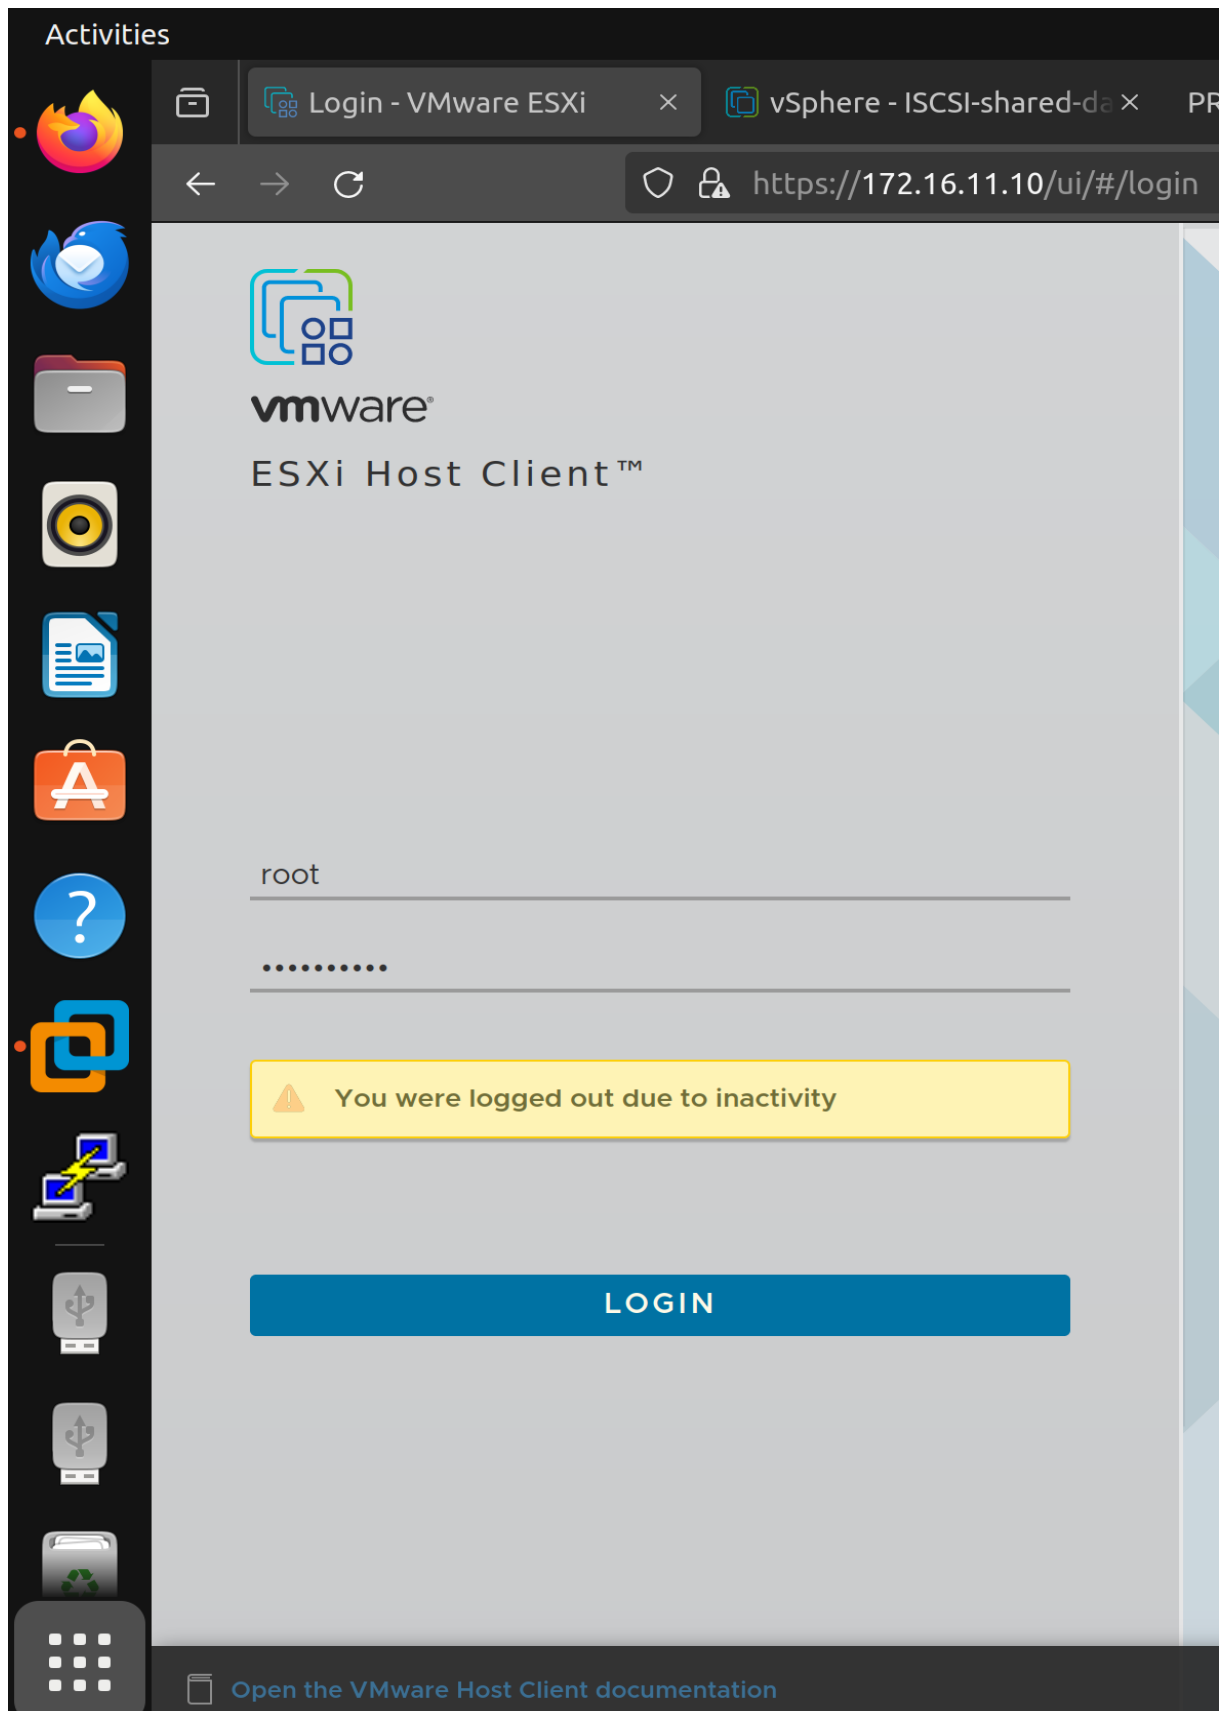 Activities
Login - VMware ESXi
vSphere - ISCSI-shared-da
PR
https://172.16.11.10/ui/#/login
vmware®
ESXi Host Client™
root
••••••••••
You were logged out due to inactivity
LOGIN
Open the VMware Host Client documentation